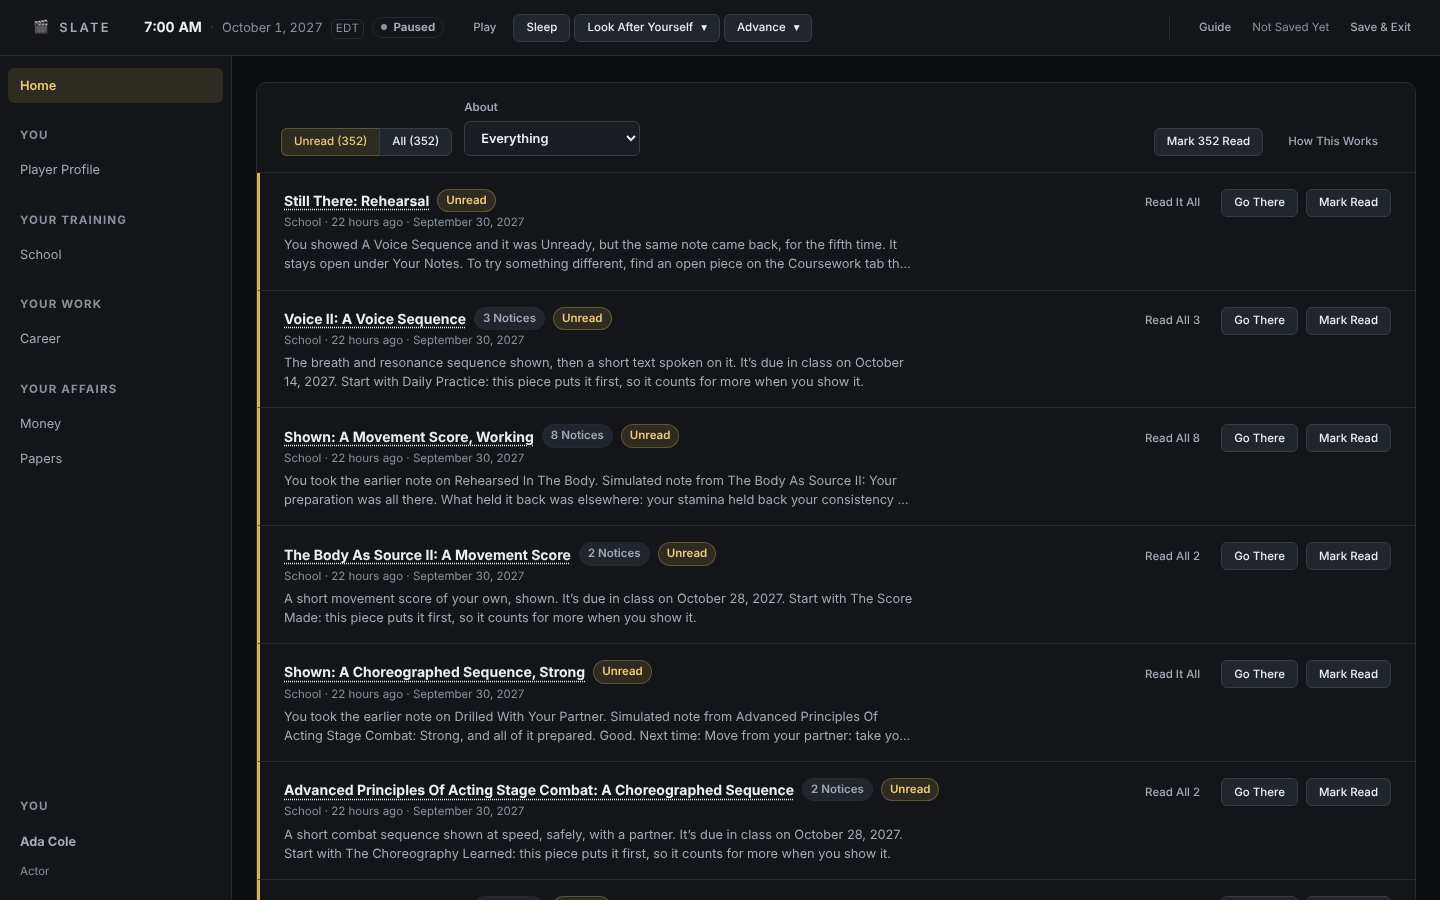 SLATE
7:00 AM · October 1, 2027 EDT Paused Play Sleep Look After Yourself Advance
Guide Not Saved Yet Save & Exit
Home
YOU
Player Profile
YOUR TRAINING
School
YOUR WORK
Career
YOUR AFFAIRS
Money
Papers
YOU
Ada Cole
Actor
About
Unread (352) All (352) Everything Mark 352 Read How This Works
Still There: Rehearsal Unread Read It All Go There Mark Read
School · 22 hours ago · September 30, 2027
You showed A Voice Sequence and it was Unready, but the same note came back, for the fifth time. It
stays open under Your Notes. To try something different, find an open piece on the Coursework tab th...
Voice II: A Voice Sequence 3 Notices Unread Read All 3 Go There Mark Read
School · 22 hours ago · September 30, 2027
The breath and resonance sequence shown, then a short text spoken on it. It’s due in class on October
14, 2027. Start with Daily Practice: this piece puts it first, so it counts for more when you show it.
Shown: A Movement Score, Working 8 Notices Unread Read All 8 Go There Mark Read
School · 22 hours ago · September 30, 2027
You took the earlier note on Rehearsed In The Body. Simulated note from The Body As Source II: Your
preparation was all there. What held it back was elsewhere: your stamina held back your consistency ...
The Body As Source II: A Movement Score 2 Notices Unread Read All 2 Go There Mark Read
School · 22 hours ago · September 30, 2027
A short movement score of your own, shown. It’s due in class on October 28, 2027. Start with The Score
Made: this piece puts it first, so it counts for more when you show it.
Shown: A Choreographed Sequence, Strong Unread Read It All Go There Mark Read
School · 22 hours ago · September 30, 2027
You took the earlier note on Drilled With Your Partner. Simulated note from Advanced Principles Of
Acting Stage Combat: Strong, and all of it prepared. Good. Next time: Move from your partner: take yo...
Advanced Principles Of Acting Stage Combat: A Choreographed Sequence 2 Notices Unread Read All 2 Go There Mark Read
School · 22 hours ago · September 30, 2027
A short combat sequence shown at speed, safely, with a partner. It’s due in class on October 28, 2027.
Start with The Choreography Learned: this piece puts it first, so it counts for more when you show it.